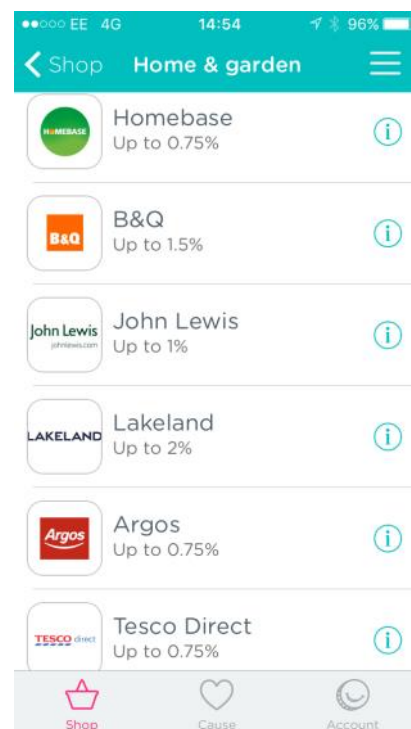 EE 4G 14:54 96%
Shop Home & garden
HOMEBASE
Homebase
Up to 0.75%
B&Q
B&Q
Up to 1.5%
John Lewis
johnlewis.com
John Lewis
Up to 1%
LAKELAND
Lakeland
Up to 2%
Argos
Argos
Up to 0.75%
TESCO direct
Tesco Direct
Up to 0.75%
Shop Cause Account